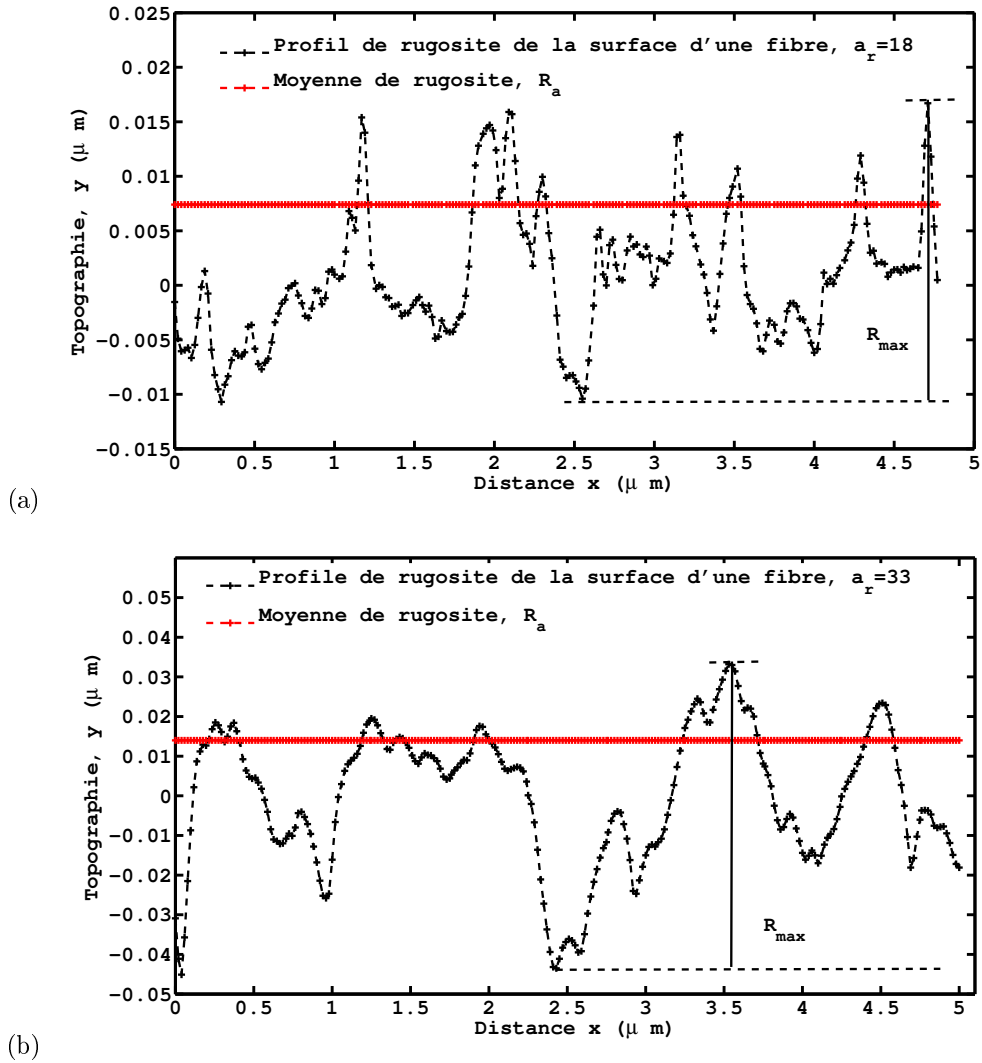 0.025
0.02
0.015
0.01
0.005
0
−0.005
−0.01
−0.015
Topographie, y (μ m)
Profil de rugosite de la surface d'une fibre, a_r=18
Moyenne de rugosite, R_a
R_max
0 0.5 1 1.5 2 2.5 3 3.5 4 4.5 5
Distance x (μ m)
(a)
0.05
0.04
0.03
0.02
0.01
0
−0.01
−0.02
−0.03
−0.04
−0.05
Topographie, y (μ m)
Profile de rugosite de la surface d'une fibre, a_r=33
Moyenne de rugosite, R_a
R_max
0 0.5 1 1.5 2 2.5 3 3.5 4 4.5 5
Distance x (μ m)
(b)